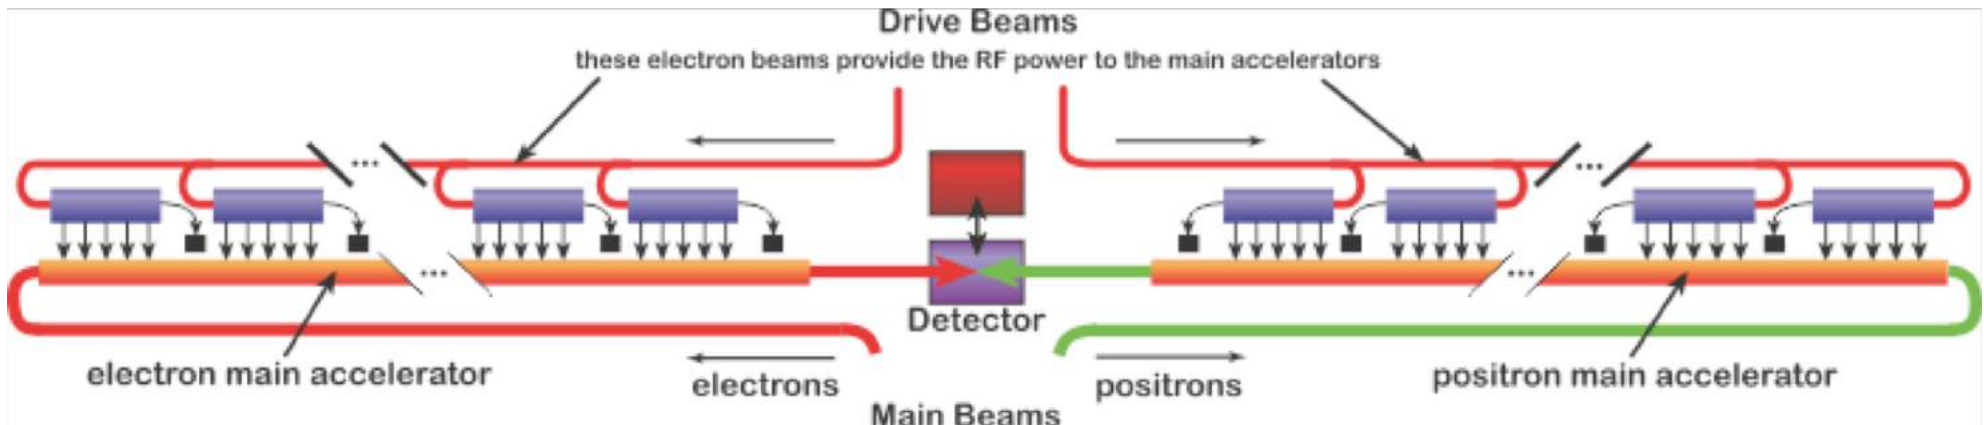 Drive Beams
these electron beams provide the RF power to the main accelerators
...
...
...
...
Detector
electron main accelerator
electrons
positrons
positron main accelerator
Main Beams